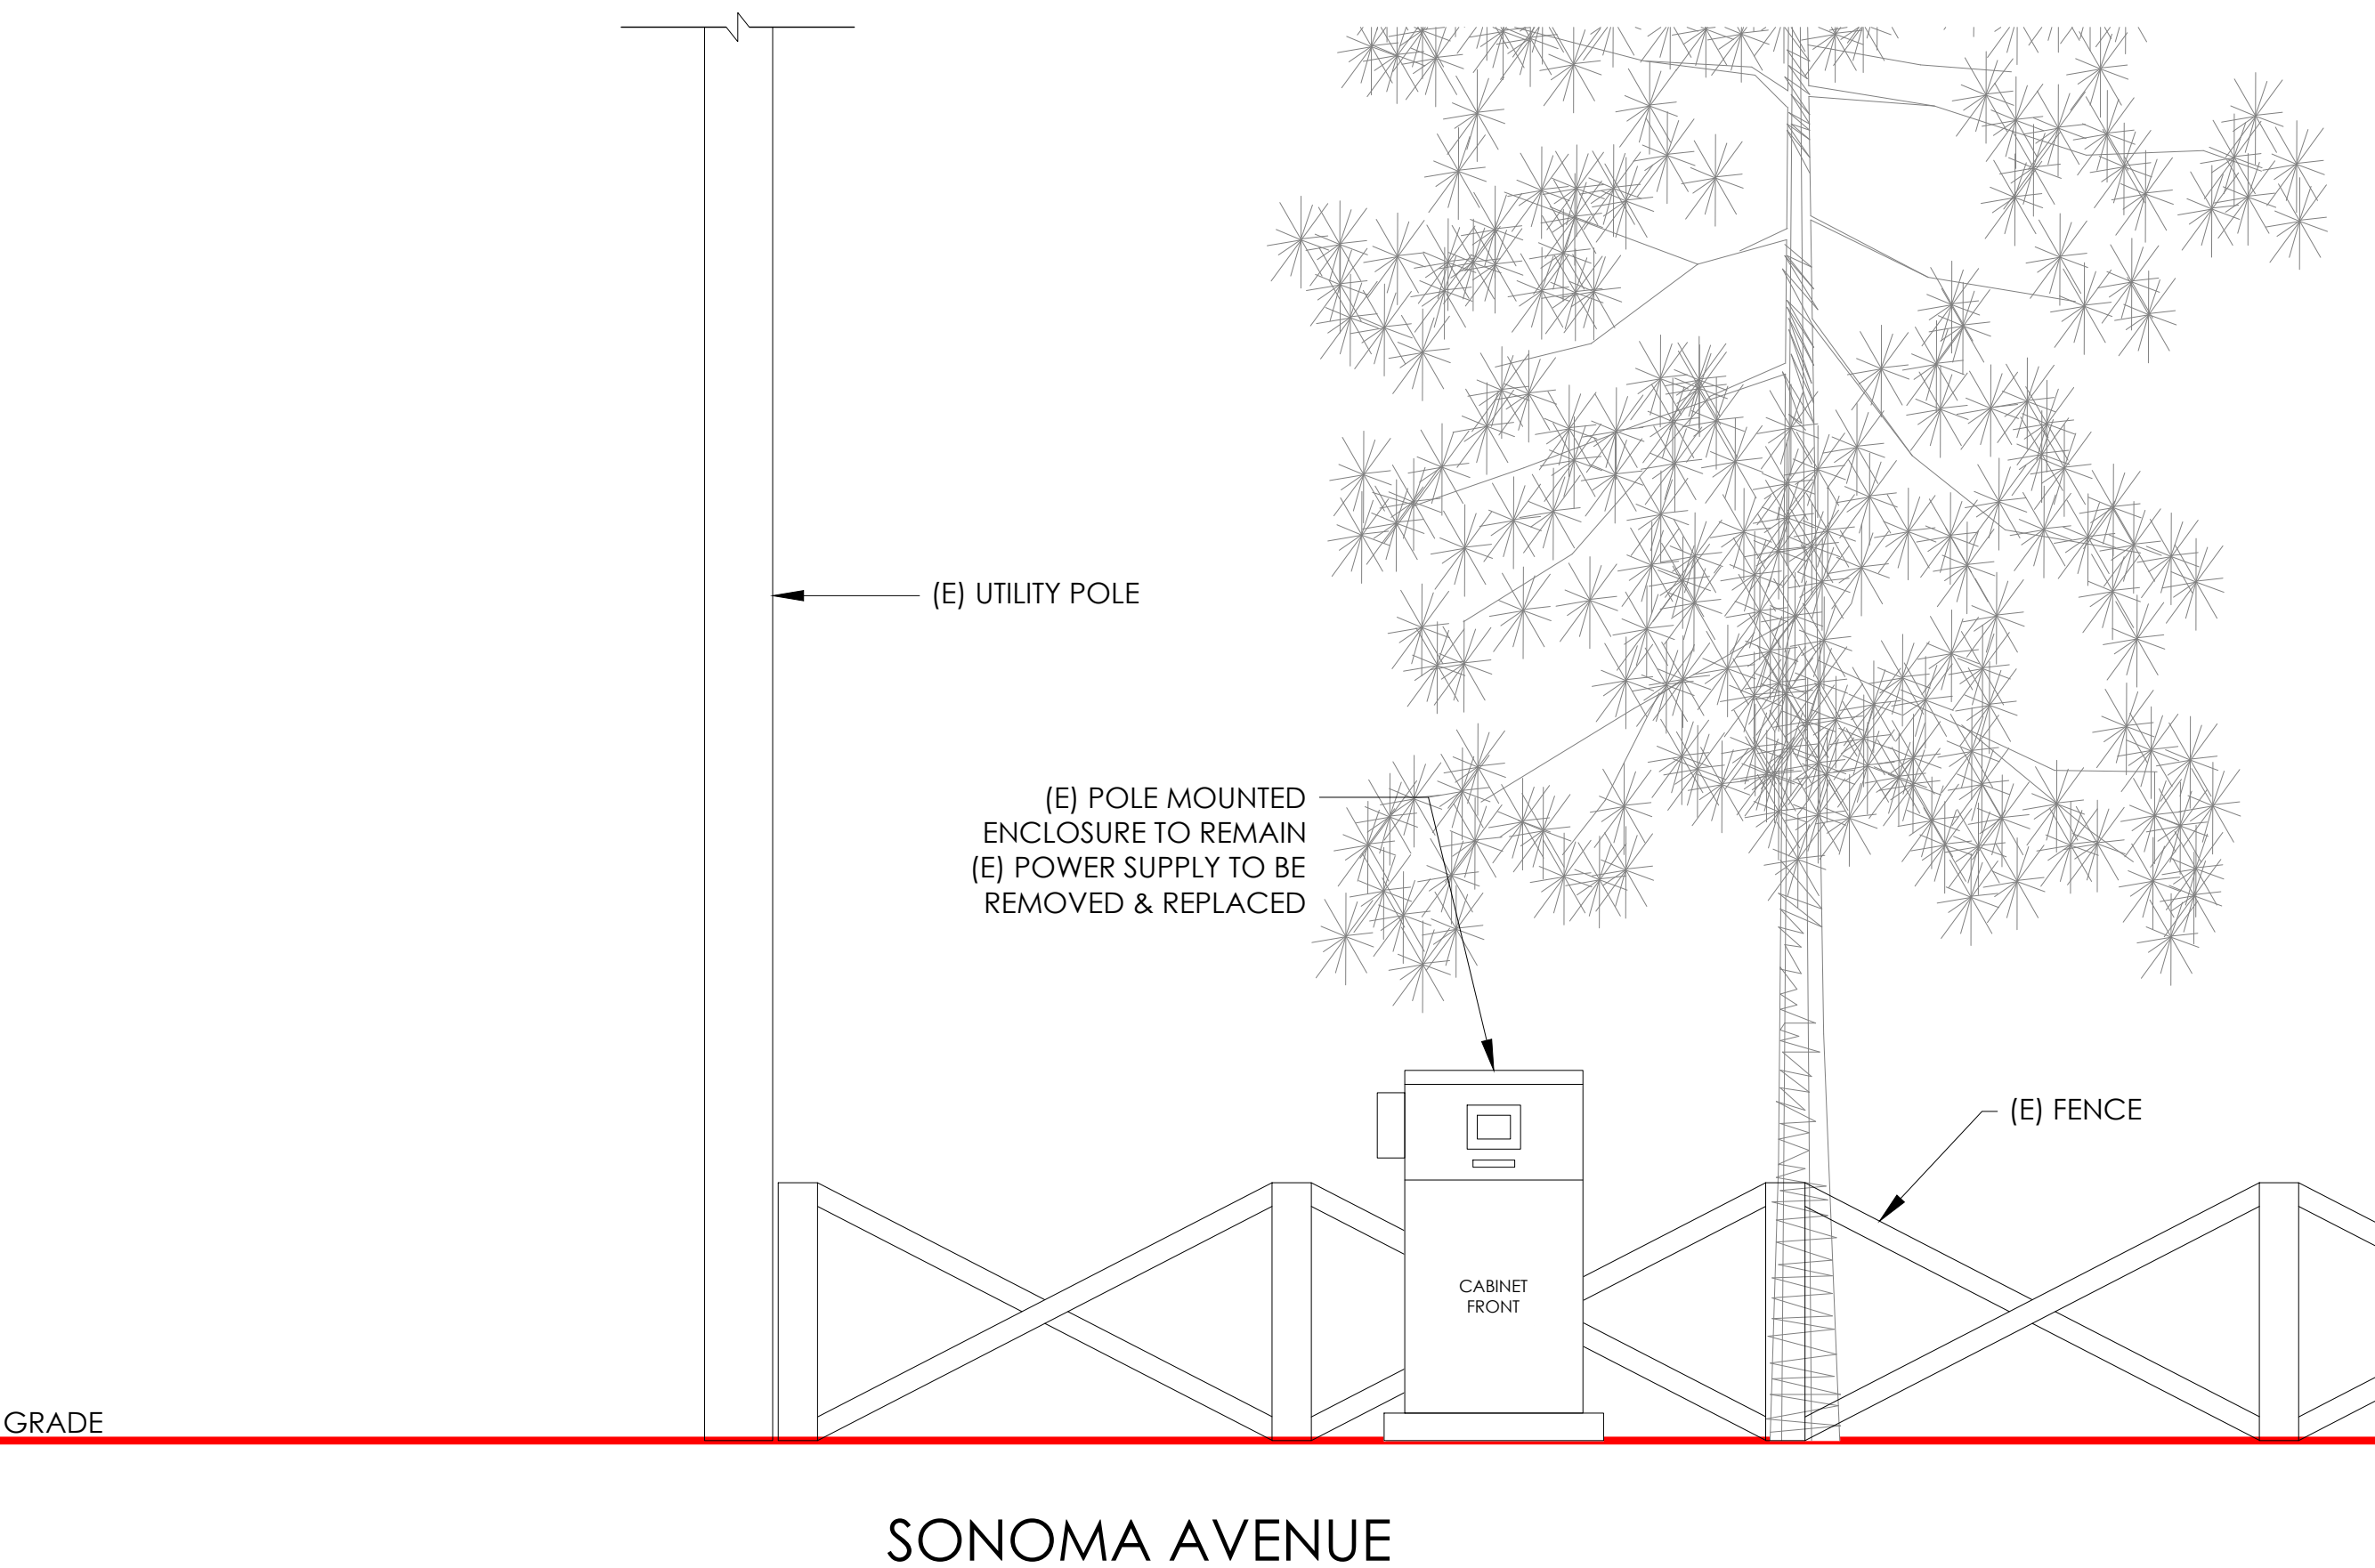 (E) UTILITY POLE
(E) POLE MOUNTED
ENCLOSURE TO REMAIN
(E) POWER SUPPLY TO BE
REMOVED & REPLACED
(E) FENCE
CABINET
FRONT
GRADE
SONOMA AVENUE